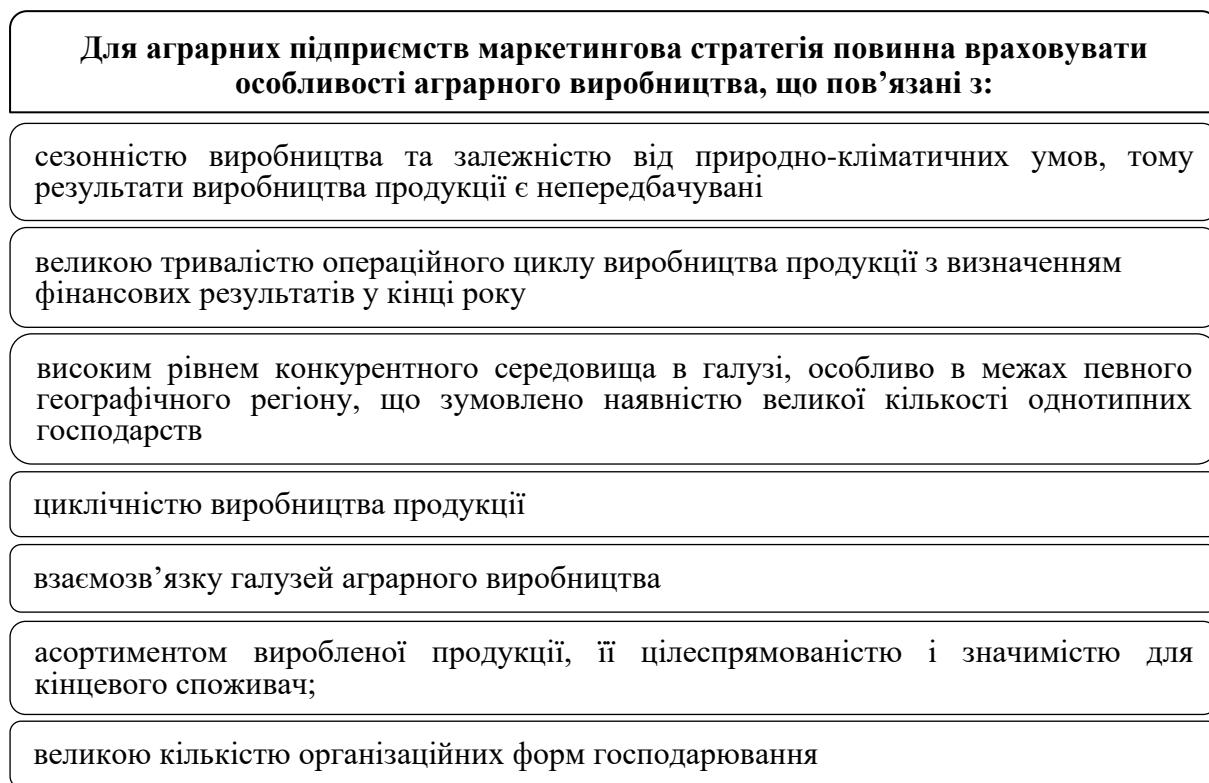 Для аграрних підприємств маркетингова стратегія повинна враховувати
особливості аграрного виробництва, що пов’язані з:
сезонністю виробництва та залежністю від природно-кліматичних умов, тому
результати виробництва продукції є непередбачувані
великою тривалістю операційного циклу виробництва продукції з визначенням
фінансових результатів у кінці року
високим рівнем конкурентного середовища в галузі, особливо в межах певного
географічного регіону, що зумовлено наявністю великої кількості однотипних
господарств
циклічністю виробництва продукції
взаємозв’язку галузей аграрного виробництва
асортиментом виробленої продукції, її цілеспрямованістю і значимістю для
кінцевого споживач;
великою кількістю організаційних форм господарювання